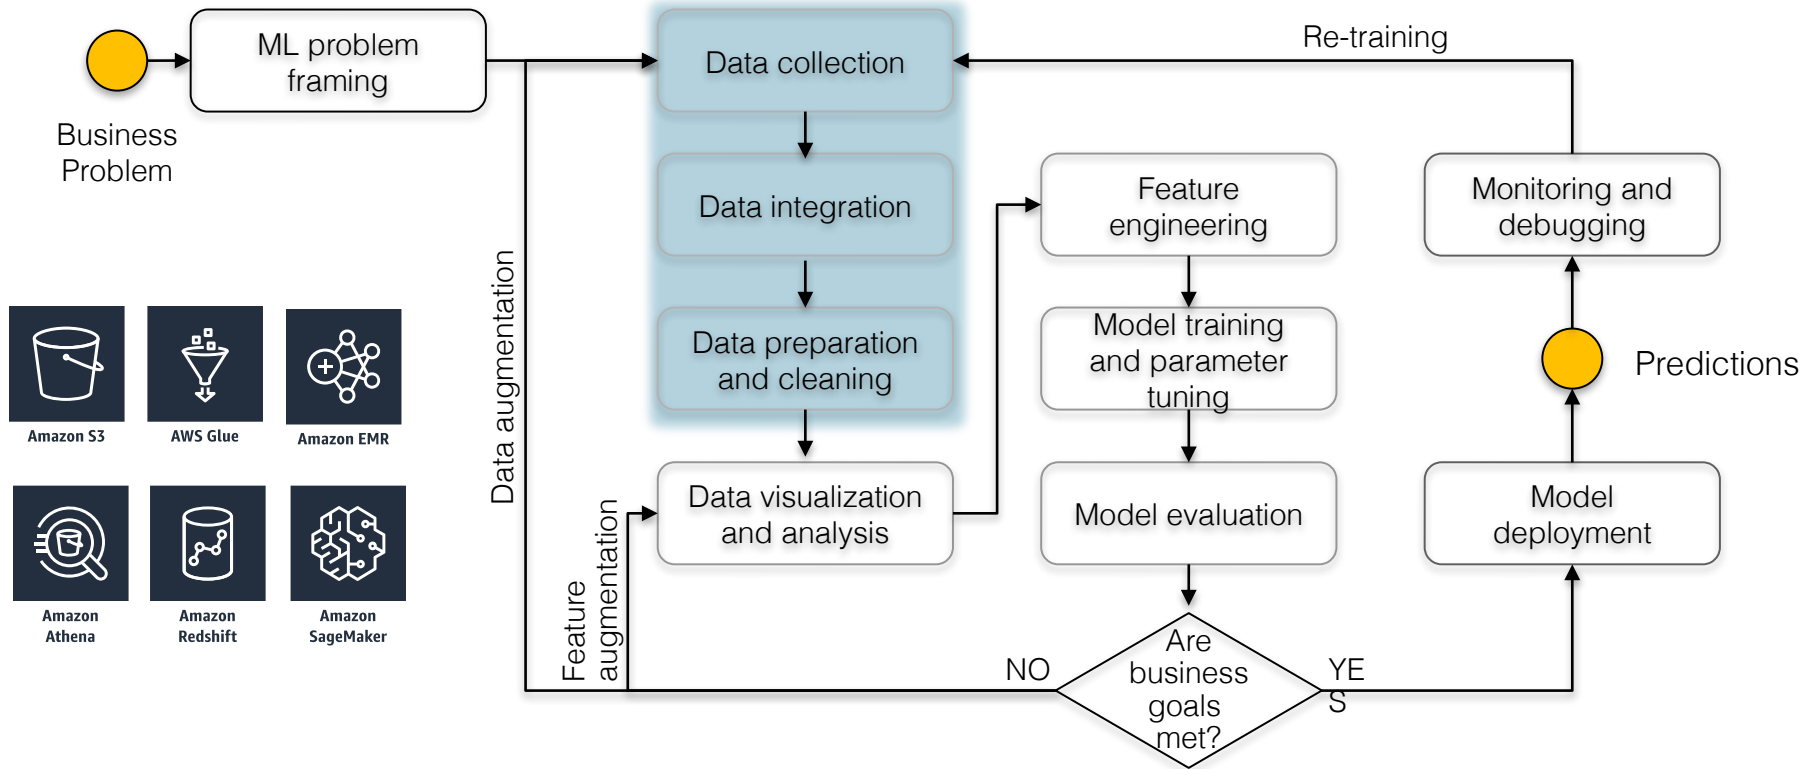 ML problem
framing
Business
Problem
Data collection
Re-training
Data integration
Data preparation
and cleaning
Data visualization
and analysis
Feature
engineering
Model training
and parameter
tuning
Model evaluation
Are
business
goals
met?
NO
YE
S
Data augmentation
Feature
augmentation
Model
deployment
Predictions
Monitoring and
debugging
Amazon S3
AWS Glue
Amazon EMR
Amazon
Athena
Amazon
Redshift
Amazon
SageMaker